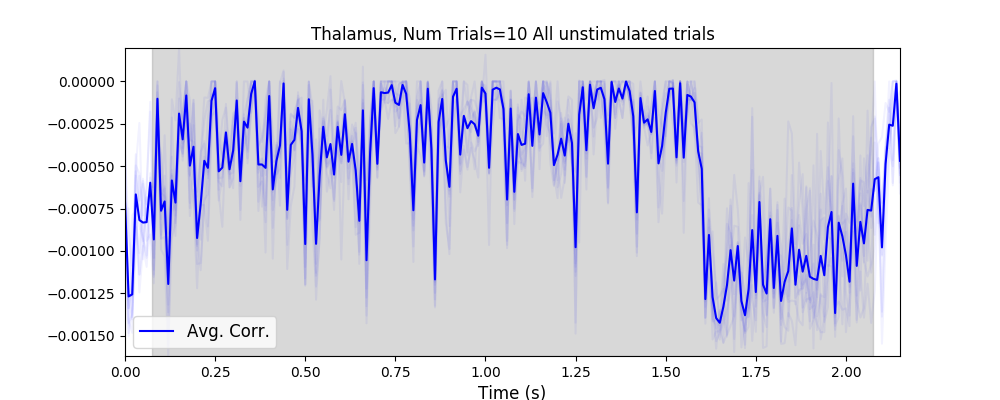 Thalamus, Num Trials=10 All unstimulated trials
0.00000
−0.00025
−0.00050
−0.00075
−0.00100
−0.00125
−0.00150
Avg. Corr.
0.00 0.25 0.50 0.75 1.00 1.25 1.50 1.75 2.00
Time (s)